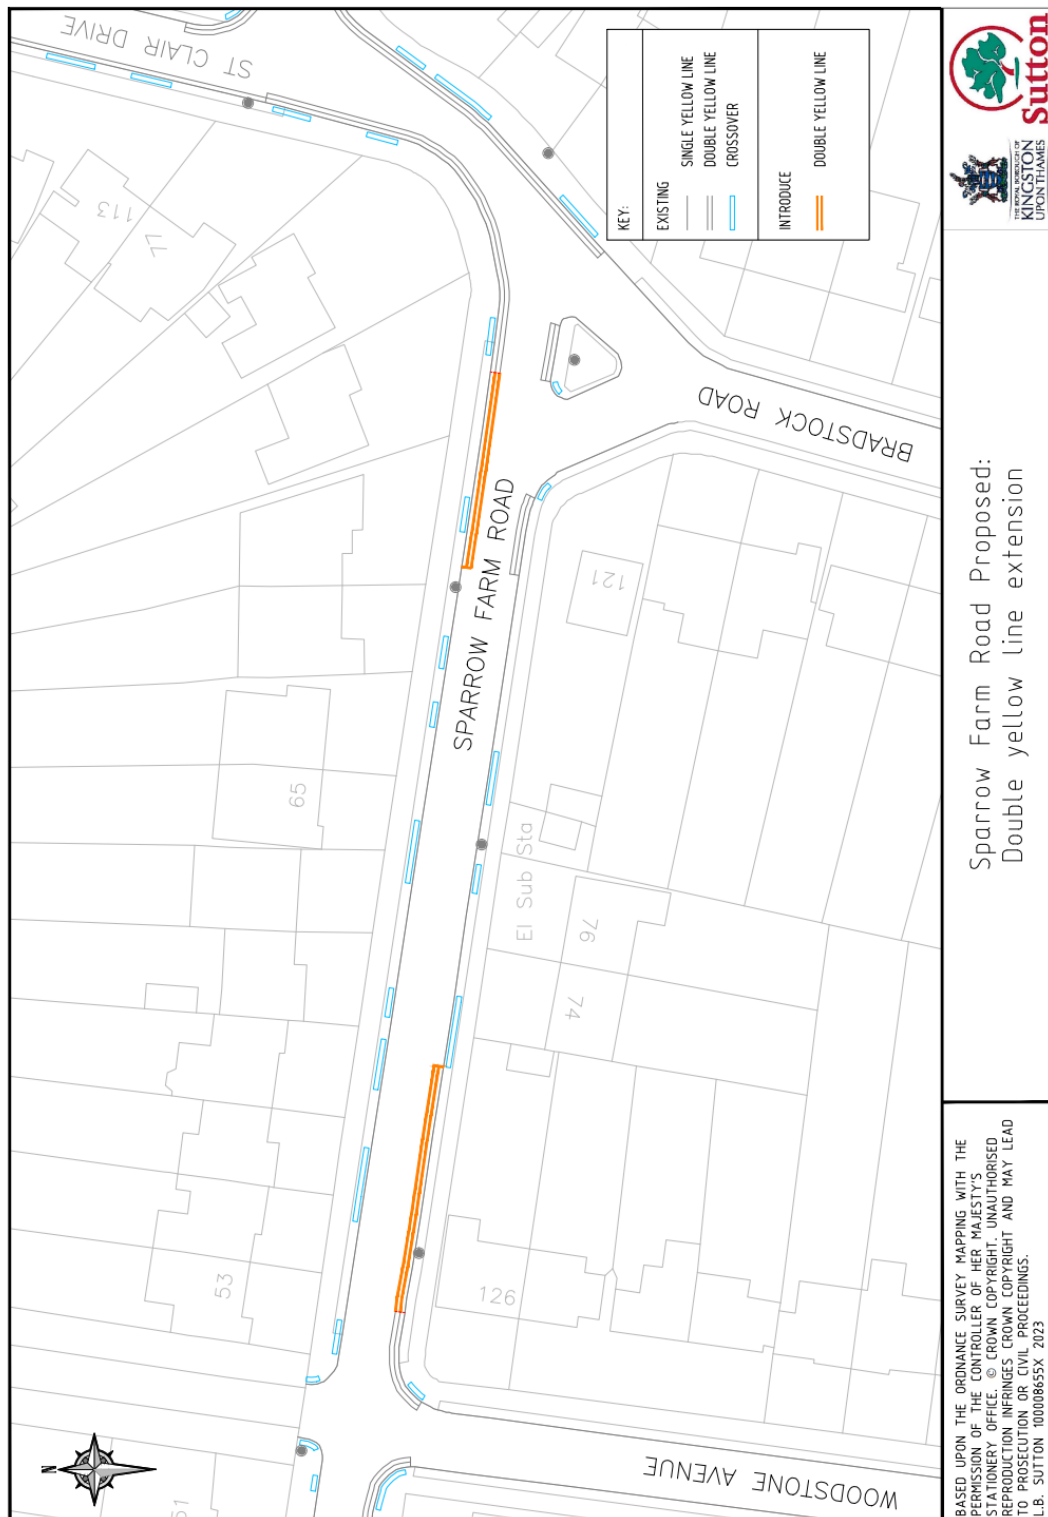 ST CLAIR DRIVE
113
KEY:
EXISTING
SINGLE YELLOW LINE
DOUBLE YELLOW LINE
CROSSOVER
INTRODUCE
DOUBLE YELLOW LINE
BRADSTOCK ROAD
SPARROW FARM ROAD
121
65
El Sub Sta
76
74
53
126
WOODSTONE AVENUE
51
N
THE ROYAL BOROUGH OF
KINGSTON
UPON THAMES
Sutton
Sparrow Farm Road Proposed:
Double yellow line extension
BASED UPON THE ORDNANCE SURVEY MAPPING WITH THE
PERMISSION OF THE CONTROLLER OF HER MAJESTY'S
STATIONERY OFFICE. © CROWN COPYRIGHT. UNAUTHORISED
REPRODUCTION INFRINGES CROWN COPYRIGHT AND MAY LEAD
TO PROSECUTION OR CIVIL PROCEEDINGS.
L.B. SUTTON 100008655X 2023